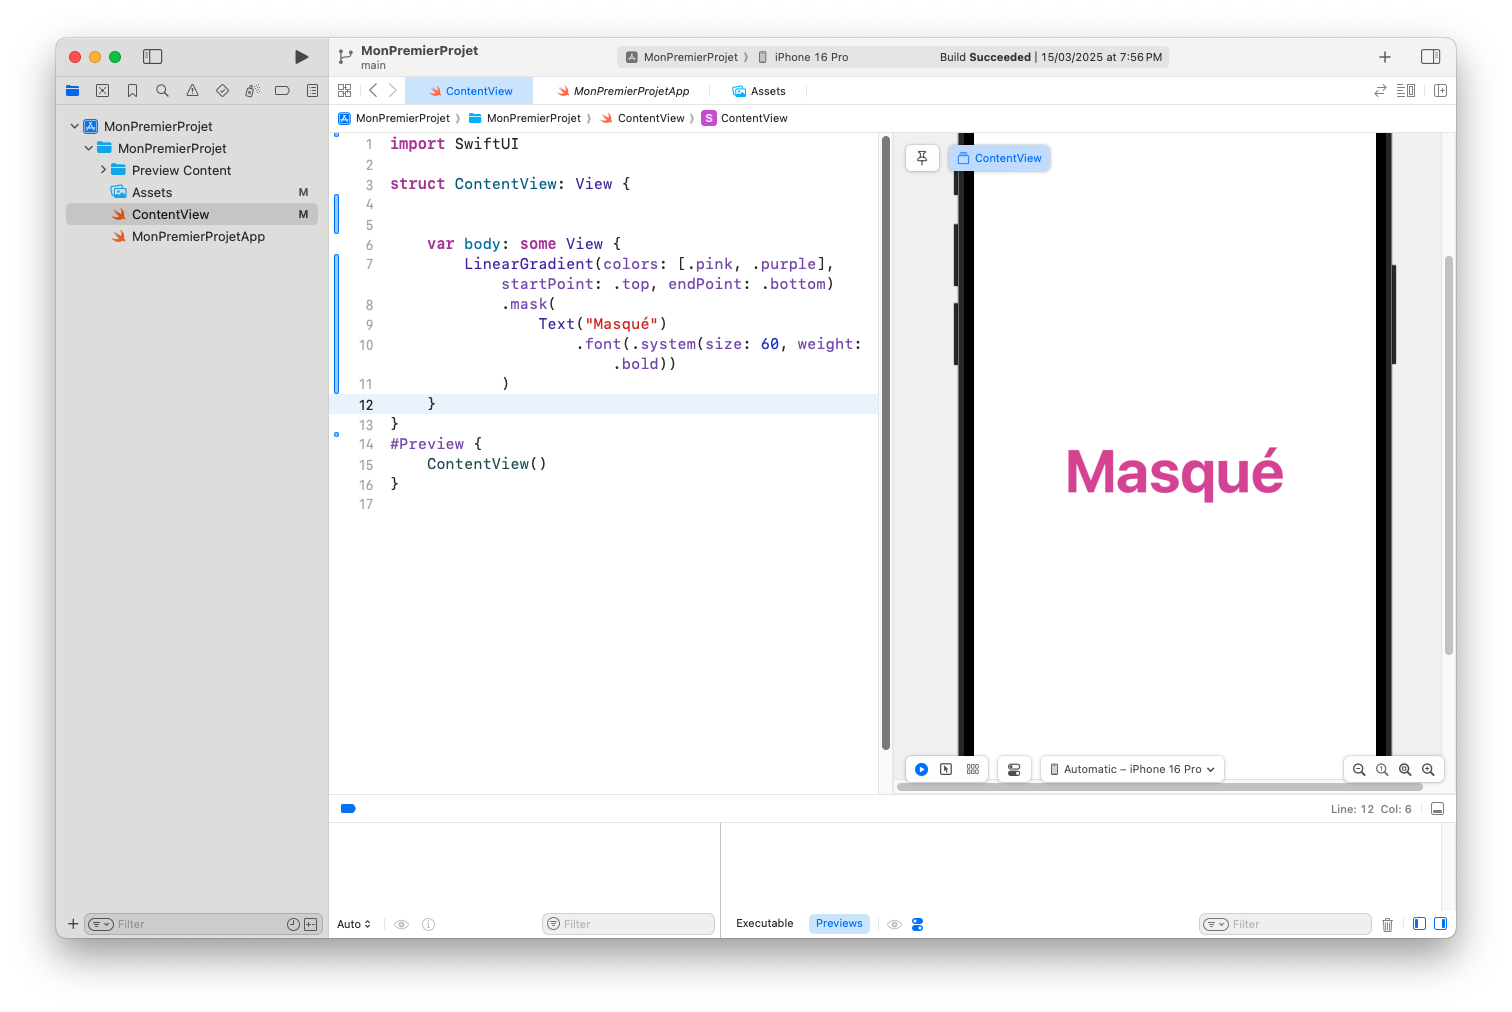 MonPremierProjet
main
MonPremierProjet 〉 iPhone 16 Pro
Build Succeeded | 15/03/2025 at 7:56 PM
ContentView
MonPremierProjetApp
Assets
MonPremierProjet 〉 MonPremierProjet 〉 ContentView 〉 S ContentView
MonPremierProjet
MonPremierProjet
Preview Content
Assets M
ContentView M
MonPremierProjetApp
1 import SwiftUI
2
3 struct ContentView: View {
4
5
6 var body: some View {
7 LinearGradient(colors: [.pink, .purple],
startPoint: .top, endPoint: .bottom)
8 .mask(
9 Text("Masqué")
10 .font(.system(size: 60, weight:
.bold))
11 )
12 }
13 }
14 #Preview {
15 ContentView()
16 }
17
ContentView
Masqué
Automatic – iPhone 16 Pro
Line: 12 Col: 6
Filter
Auto
Filter
Executable
Previews
Filter